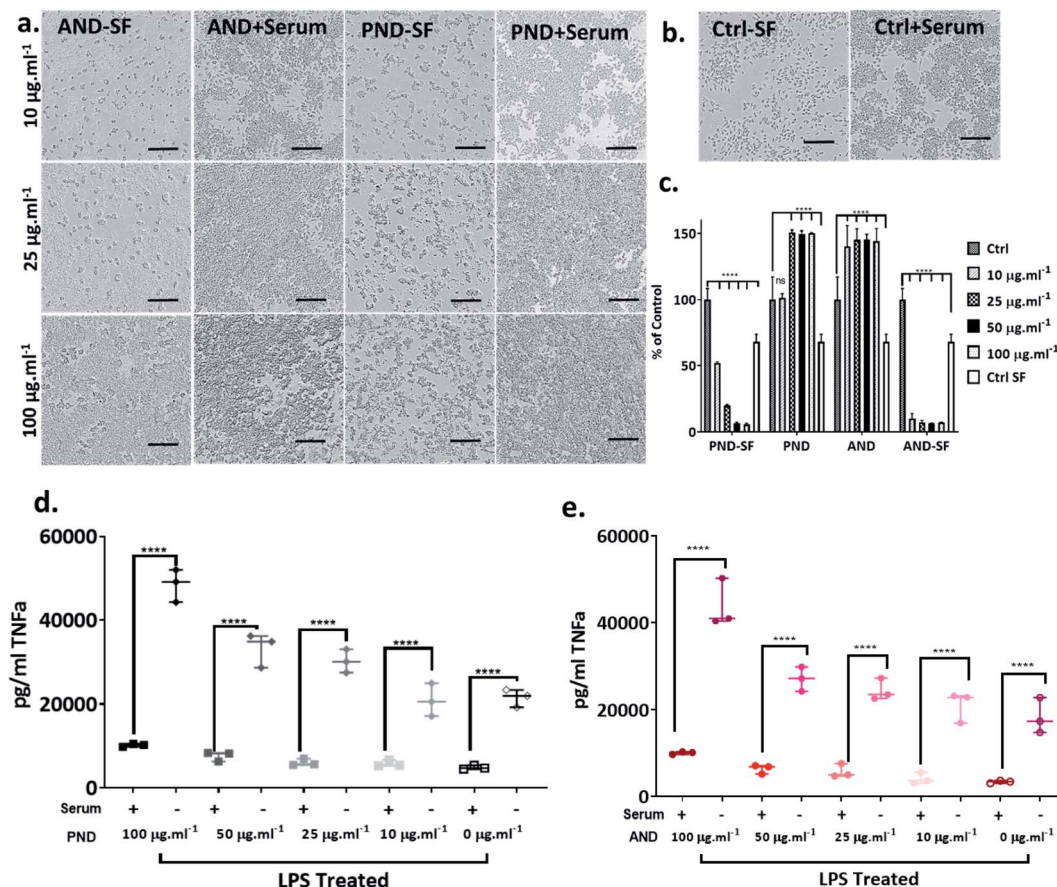 a.
AND-SF
AND+Serum
PND-SF
PND+Serum
10 µg.ml⁻¹
25 µg.ml⁻¹
100 µg.ml⁻¹
b.
Ctrl-SF
Ctrl+Serum
c.
% of Control
150
100
50
0
****
ns
****
****
****
PND-SF
PND
AND
AND-SF
Ctrl
10 µg.ml⁻¹
25 µg.ml⁻¹
50 µg.ml⁻¹
100 µg.ml⁻¹
Ctrl SF
d.
pg/ml TNFa
60000
40000
20000
0
****
****
****
****
****
Serum + - + - + - + - + -
PND 100 µg.ml⁻¹ 50 µg.ml⁻¹ 25 µg.ml⁻¹ 10 µg.ml⁻¹ 0 µg.ml⁻¹
LPS Treated
e.
pg/ml TNFa
60000
40000
20000
0
****
****
****
****
****
Serum + - + - + - + - + -
AND 100 µg.ml⁻¹ 50 µg.ml⁻¹ 25 µg.ml⁻¹ 10 µg.ml⁻¹ 0 µg.ml⁻¹
LPS Treated